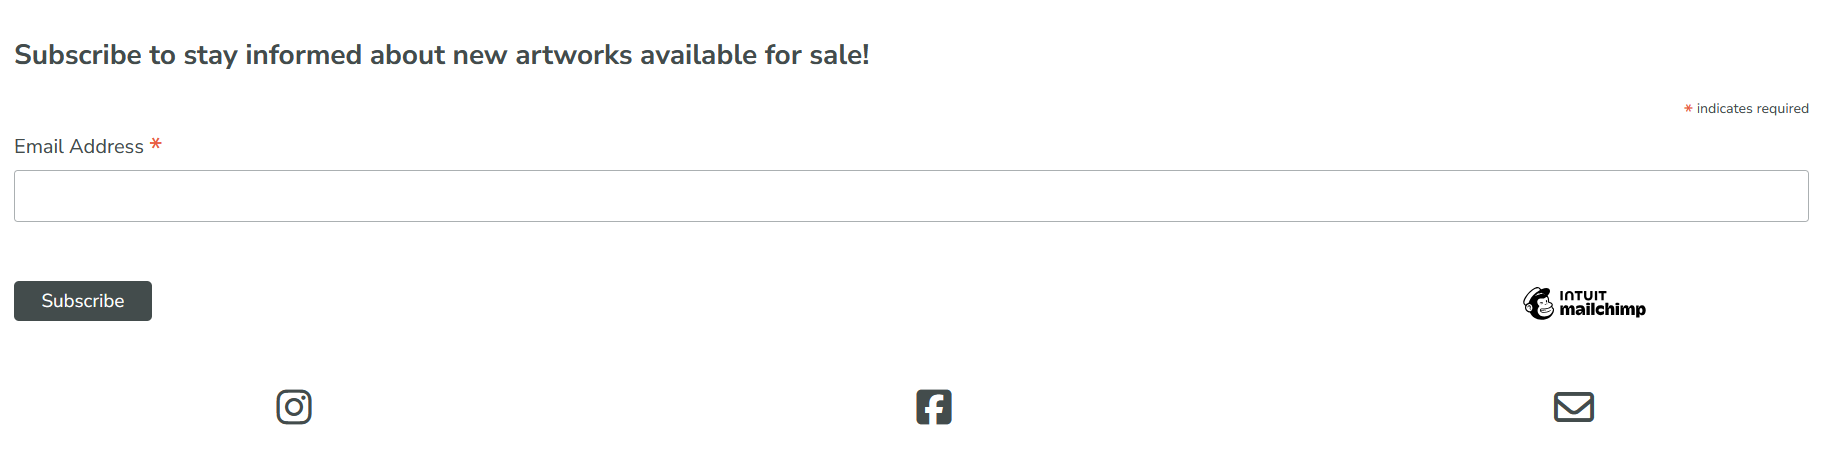 Subscribe to stay informed about new artworks available for sale!
* indicates required
Email Address *
Subscribe
INTUIT
mailchimp